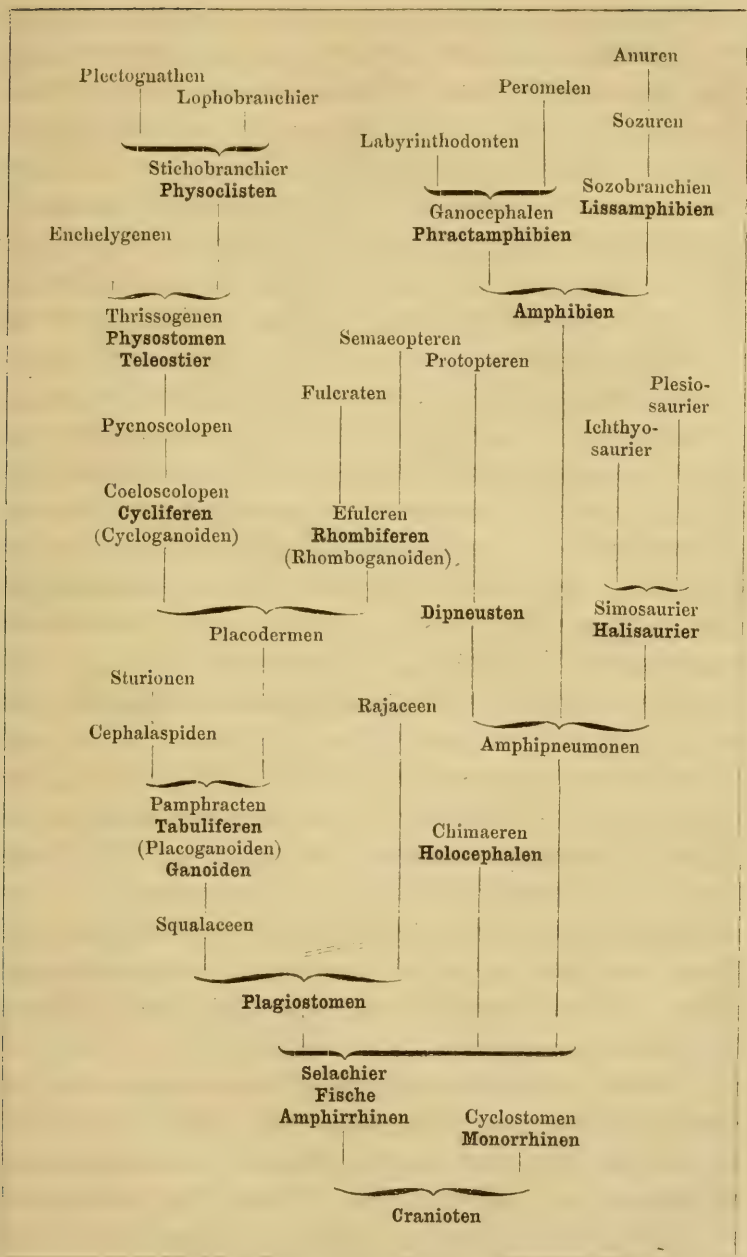 Anuren
Plectognathen
Lophobranchier
Peromelen
Sozuren
Labyrinthodonten
Stichobranchier
Physoclisten
Sozobranchien
Lissamphibien
Ganocephalen
Phractamphibien
Enchelygenen
Thrissogenen
Physostomen
Teleostier
Amphibien
Semaeopteren
Protopteren
Fulcraten
Plesio-
saurier
Ichthyo-
saurier
Pycnoscolopen
Coeloscolopen
Cycliferen
(Cycloganoiden)
Efulcren
Rhombiferen
(Rhomboganoiden)
Placodermen
Dipneusten
Simosaurier
Halisaurier
Sturionen
Rajaceen
Cephalaspiden
Amphipneumonen
Pamphracten
Tabuliferen
(Placoganoiden)
Ganoiden
Chimaeren
Holocephalen
Squalaceen
Plagiostomen
Selachier
Fische
Amphirrhinen
Cyclostomen
Monorrhinen
Cranioten